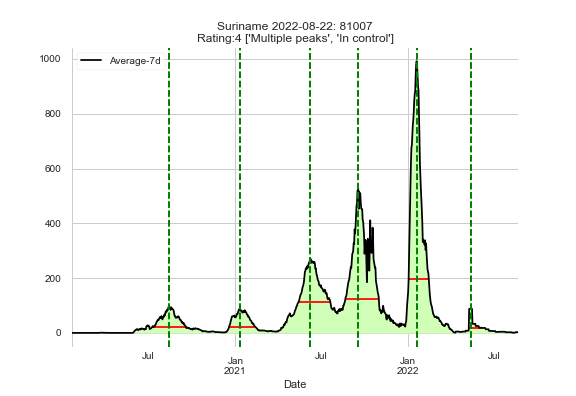 Suriname 2022-08-22: 81007
Rating:4 ['Multiple peaks', 'In control']
1000
Average-7d
800
600
400
200
0
Jul Jan Jul Jan Jul
2021 2022
Date